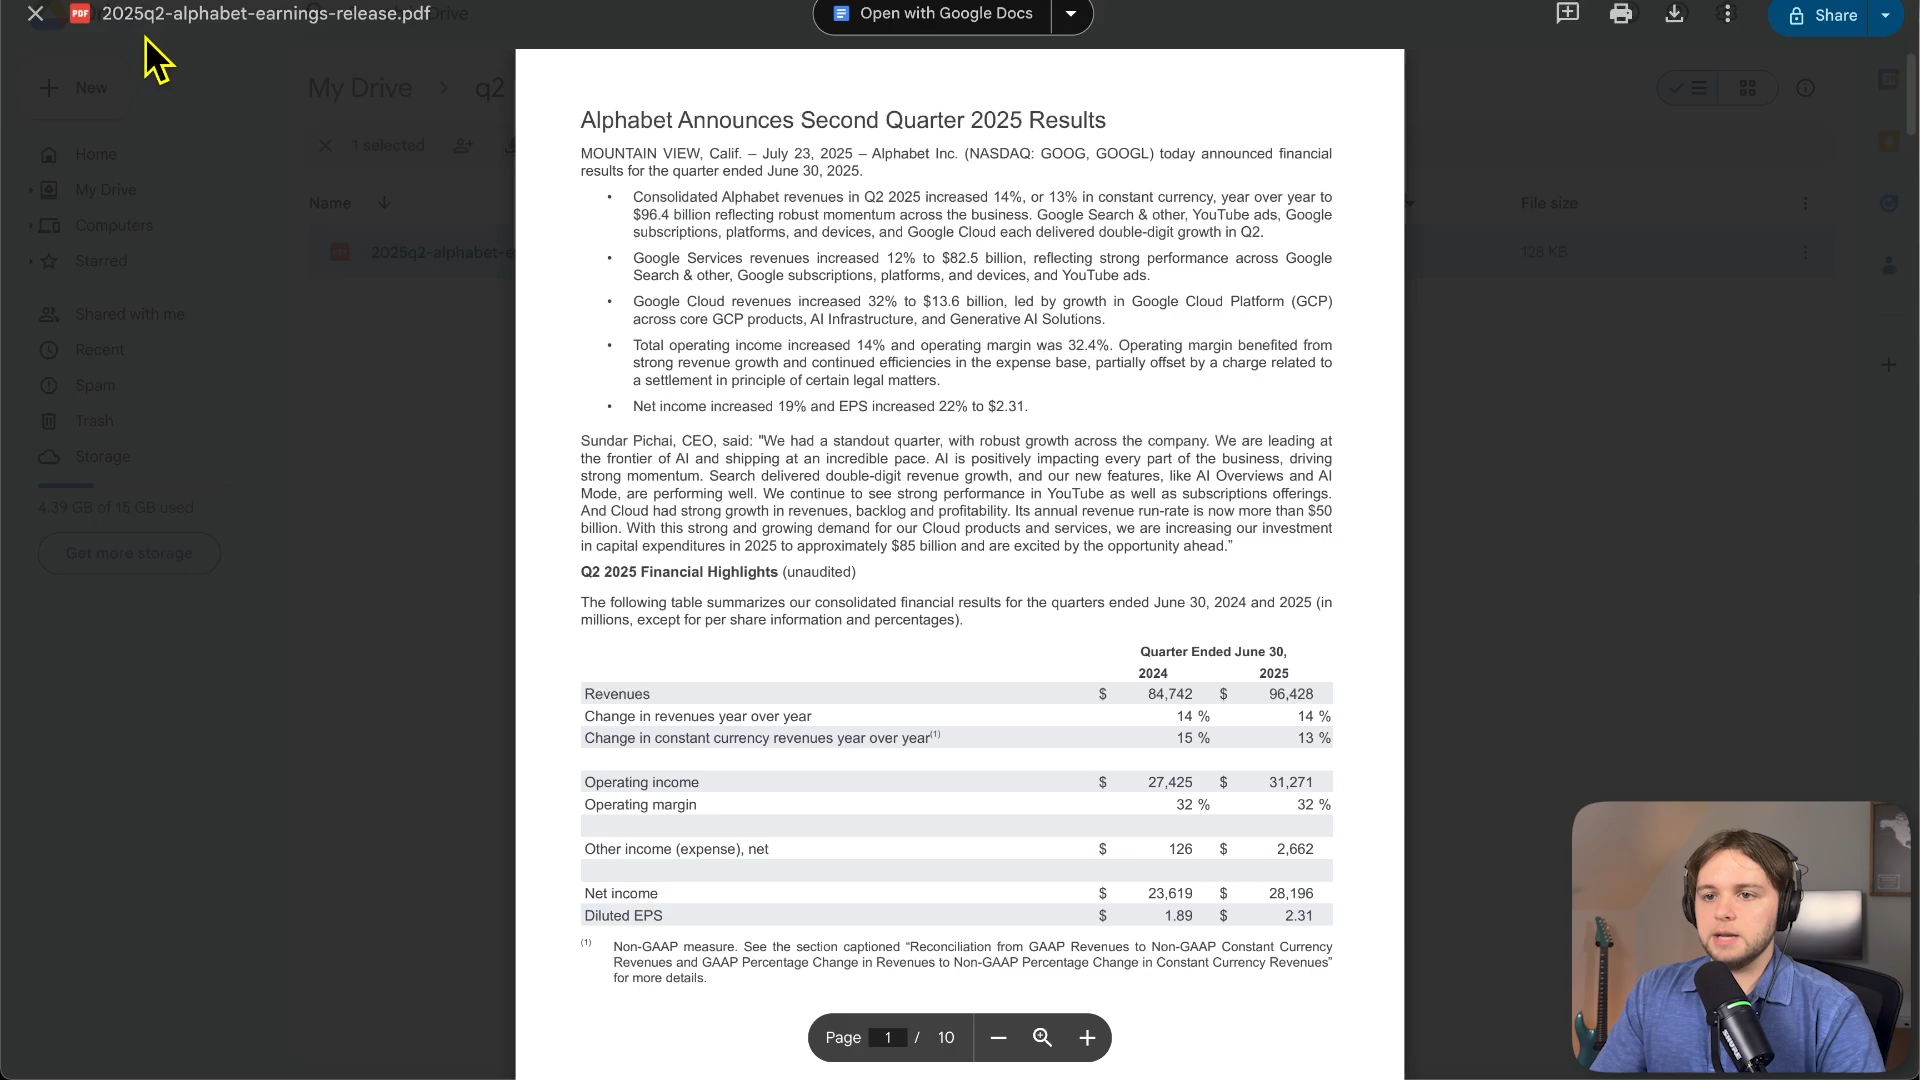 2025q2-alphabet-earnings-release.pdf
Drive
Open with Google Docs
Share
New
My Drive > q2
1 selected
Home
My Drive
Computers
Starred
Shared with me
Recent
Spam
Trash
Storage
4.39 GB of 15 GB used
Get more storage
Name
File size
2025q2-alphabet-e
128 KB
Alphabet Announces Second Quarter 2025 Results
MOUNTAIN VIEW, Calif. – July 23, 2025 – Alphabet Inc. (NASDAQ: GOOG, GOOGL) today announced financial
results for the quarter ended June 30, 2025.
• Consolidated Alphabet revenues in Q2 2025 increased 14%, or 13% in constant currency, year over year to
$96.4 billion reflecting robust momentum across the business. Google Search & other, YouTube ads, Google
subscriptions, platforms, and devices, and Google Cloud each delivered double-digit growth in Q2.
• Google Services revenues increased 12% to $82.5 billion, reflecting strong performance across Google
Search & other, Google subscriptions, platforms, and devices, and YouTube ads.
• Google Cloud revenues increased 32% to $13.6 billion, led by growth in Google Cloud Platform (GCP)
across core GCP products, AI Infrastructure, and Generative AI Solutions.
• Total operating income increased 14% and operating margin was 32.4%. Operating margin benefited from
strong revenue growth and continued efficiencies in the expense base, partially offset by a charge related to
a settlement in principle of certain legal matters.
• Net income increased 19% and EPS increased 22% to $2.31.
Sundar Pichai, CEO, said: "We had a standout quarter, with robust growth across the company. We are leading at
the frontier of AI and shipping at an incredible pace. AI is positively impacting every part of the business, driving
strong momentum. Search delivered double-digit revenue growth, and our new features, like AI Overviews and AI
Mode, are performing well. We continue to see strong performance in YouTube as well as subscriptions offerings.
And Cloud had strong growth in revenues, backlog and profitability. Its annual revenue run-rate is now more than $50
billion. With this strong and growing demand for our Cloud products and services, we are increasing our investment
in capital expenditures in 2025 to approximately $85 billion and are excited by the opportunity ahead.”
Q2 2025 Financial Highlights (unaudited)
The following table summarizes our consolidated financial results for the quarters ended June 30, 2024 and 2025 (in
millions, except for per share information and percentages).
Quarter Ended June 30,
2024 2025
Revenues $ 84,742 $ 96,428
Change in revenues year over year 14 % 14 %
Change in constant currency revenues year over year(1) 15 % 13 %
Operating income $ 27,425 $ 31,271
Operating margin 32 % 32 %
Other income (expense), net $ 126 $ 2,662
Net income $ 23,619 $ 28,196
Diluted EPS $ 1.89 $ 2.31
(1) Non-GAAP measure. See the section captioned “Reconciliation from GAAP Revenues to Non-GAAP Constant Currency
Revenues and GAAP Percentage Change in Revenues to Non-GAAP Percentage Change in Constant Currency Revenues”
for more details.
Page 1 / 10
SHURE